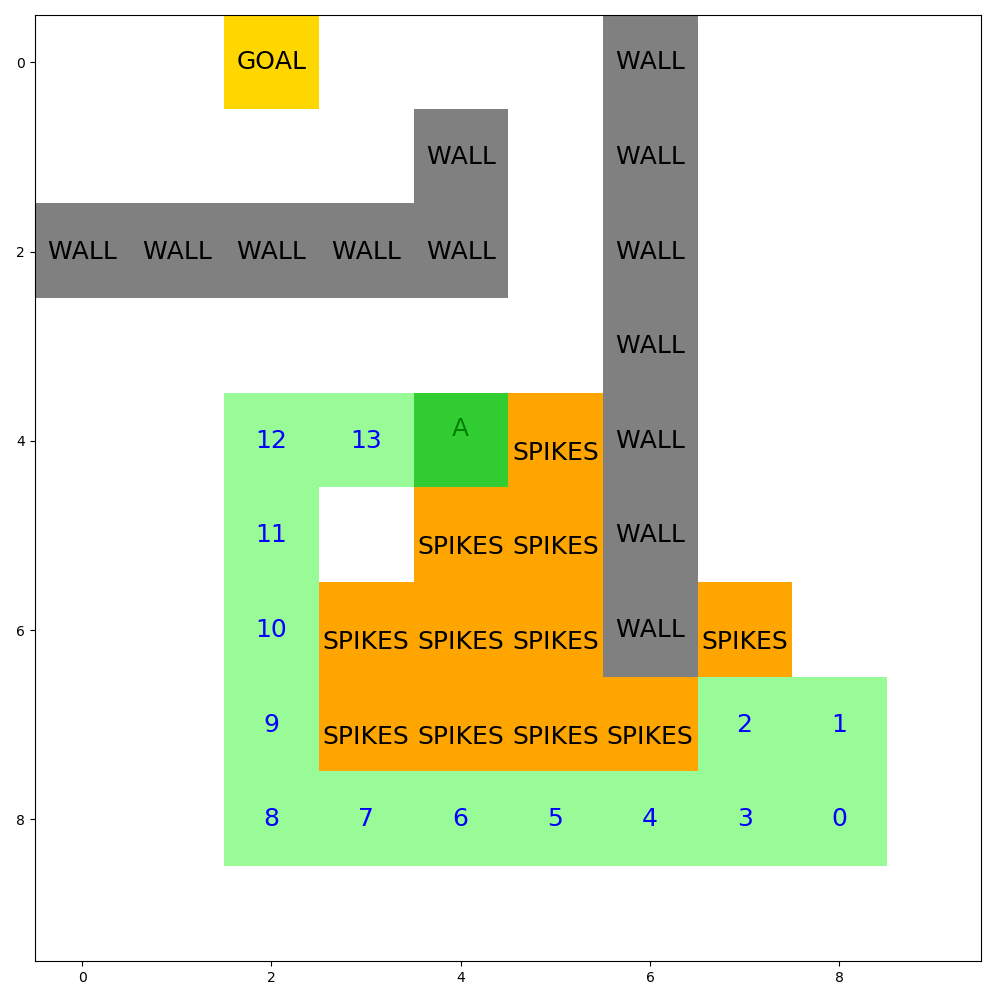 GOAL WALL
0
WALL WALL
WALL WALL WALL WALL WALL WALL
2
WALL
12 13 A SPIKES WALL
4
11 SPIKES SPIKES WALL
10 SPIKES SPIKES SPIKES WALL SPIKES
6
9 SPIKES SPIKES SPIKES SPIKES 2 1
8 7 6 5 4 3 0
8
0 2 4 6 8